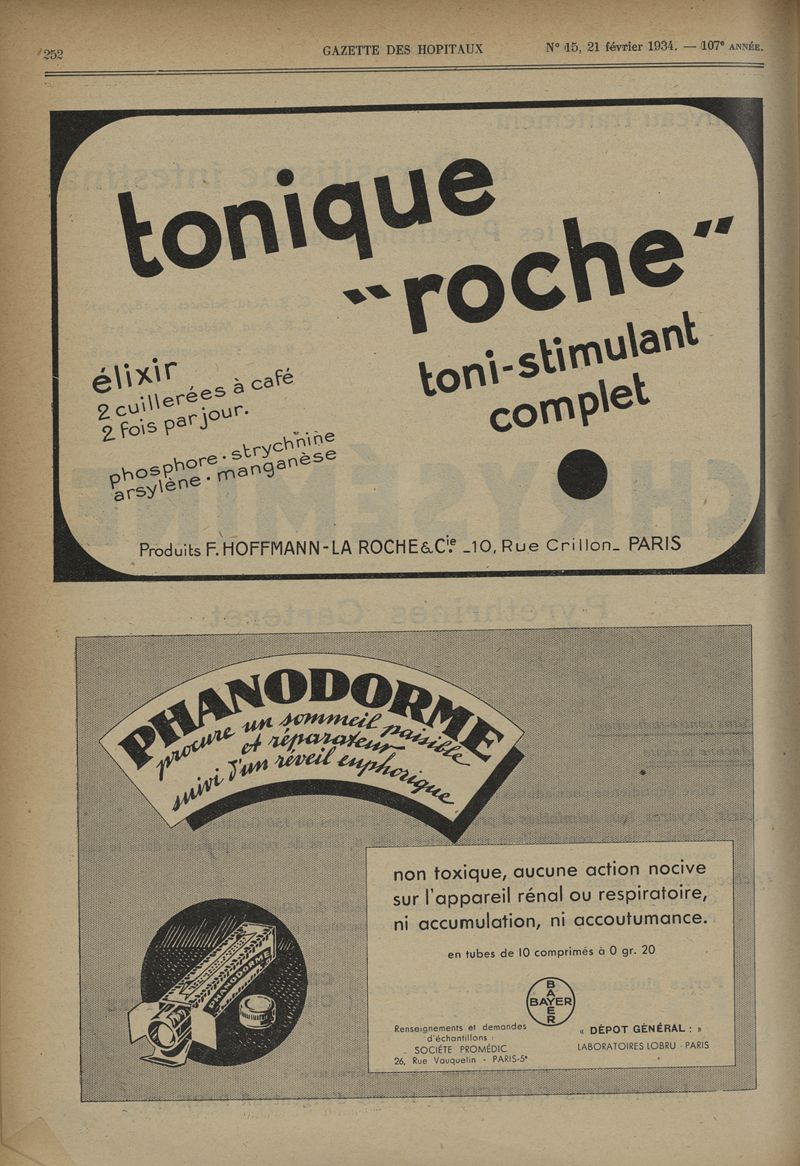 252
GAZETTE DES HOPITAUX
N° 15, 21 février 1934. — 107e ANNÉE.
tonique
"roche"
toni-stimulant
complet
élixir
2 cuillerées à café
2 fois par jour.
phosphore · strychnine
arsylène · manganèse
Produits F. HOFFMANN-LA ROCHE & Cie _10, Rue Crillon_ PARIS
PHANODORME
procure un sommeil paisible
et réparateur
suivi d'un réveil euphorique.
non toxique, aucune action nocive
sur l'appareil rénal ou respiratoire,
ni accumulation, ni accoutumance.
en tubes de 10 comprimés à 0 gr. 20
PHANODORME
BAYER
BAYER
Renseignements et demandes
d'échantillons :
SOCIÉTE PROMÉDIC
26, Rue Vauquelin - PARIS-5e
« DÉPOT GÉNÉRAL : »
LABORATOIRES LOBRU - PARIS